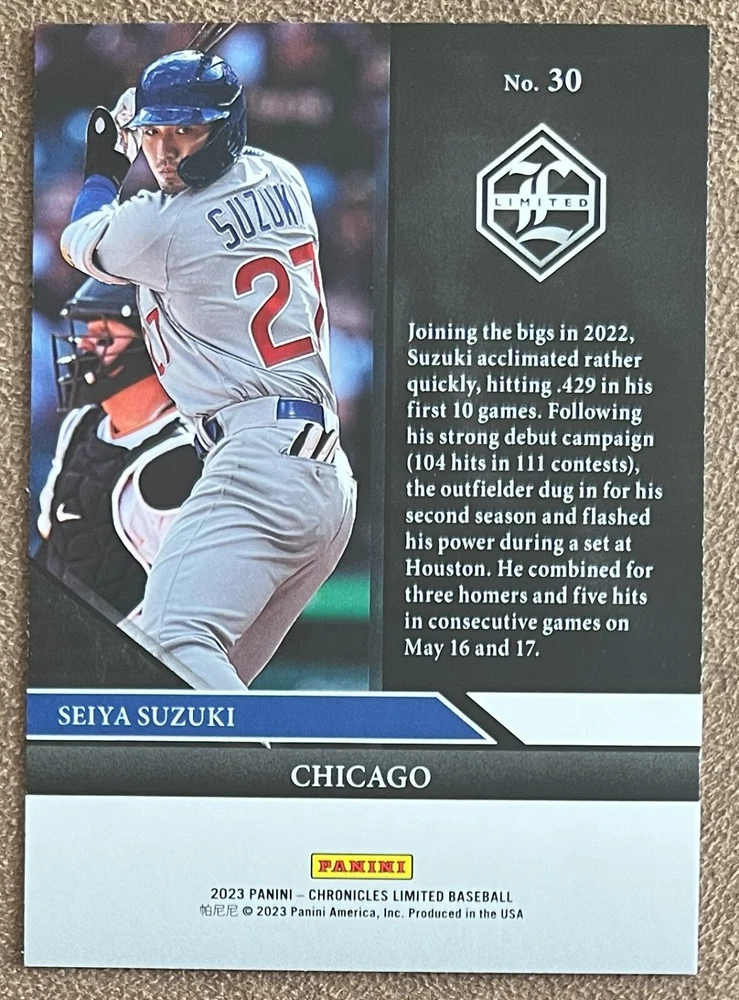 No. 30
LIMITED
SUZUKI
27
Joining the bigs in 2022,
Suzuki acclimated rather
quickly, hitting .429 in his
first 10 games. Following
his strong debut campaign
(104 hits in 111 contests),
the outfielder dug in for his
second season and flashed
his power during a set at
Houston. He combined for
three homers and five hits
in consecutive games on
May 16 and 17.
SEIYA SUZUKI
CHICAGO
PANINI
2023 PANINI – CHRONICLES LIMITED BASEBALL
帕尼尼 © 2023 Panini America, Inc. Produced in the USA